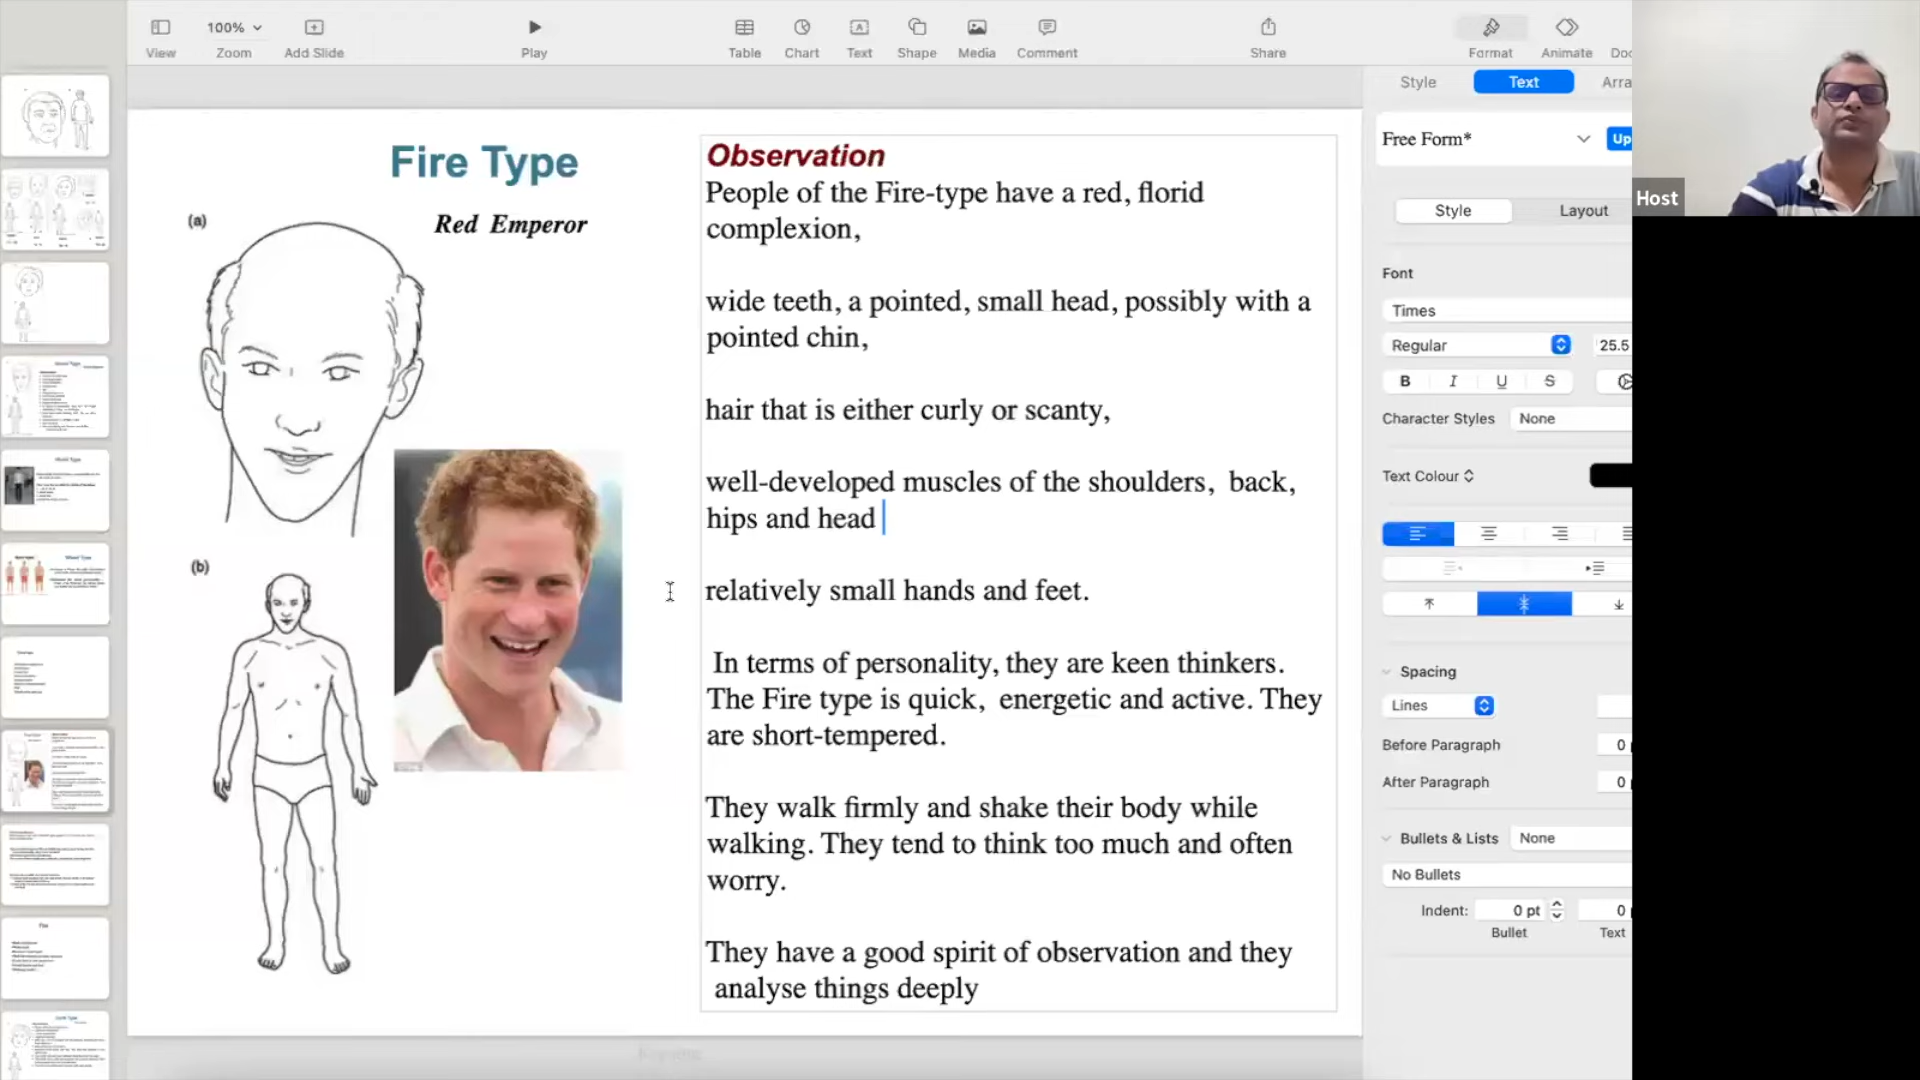 100%
View
Zoom
Add Slide
Play
Table
Chart
Text
Shape
Media
Comment
Share
Format
Animate
Doc
Style
Text
Arra
Free Form*
Up
Style
Layout
Font
Times
Regular
25.5
B I U S
Character Styles
None
Text Colour
Spacing
Lines
Before Paragraph
0
After Paragraph
0
Bullets & Lists
None
No Bullets
Indent:
0 pt
0
Bullet
Text
Host
Fire Type
Red Emperor
(a)
(b)
Observation
People of the Fire-type have a red, florid
complexion,
wide teeth, a pointed, small head, possibly with a
pointed chin,
hair that is either curly or scanty,
well-developed muscles of the shoulders, back,
hips and head
relatively small hands and feet.
In terms of personality, they are keen thinkers.
The Fire type is quick, energetic and active. They
are short-tempered.
They walk firmly and shake their body while
walking. They tend to think too much and often
worry.
They have a good spirit of observation and they
analyse things deeply